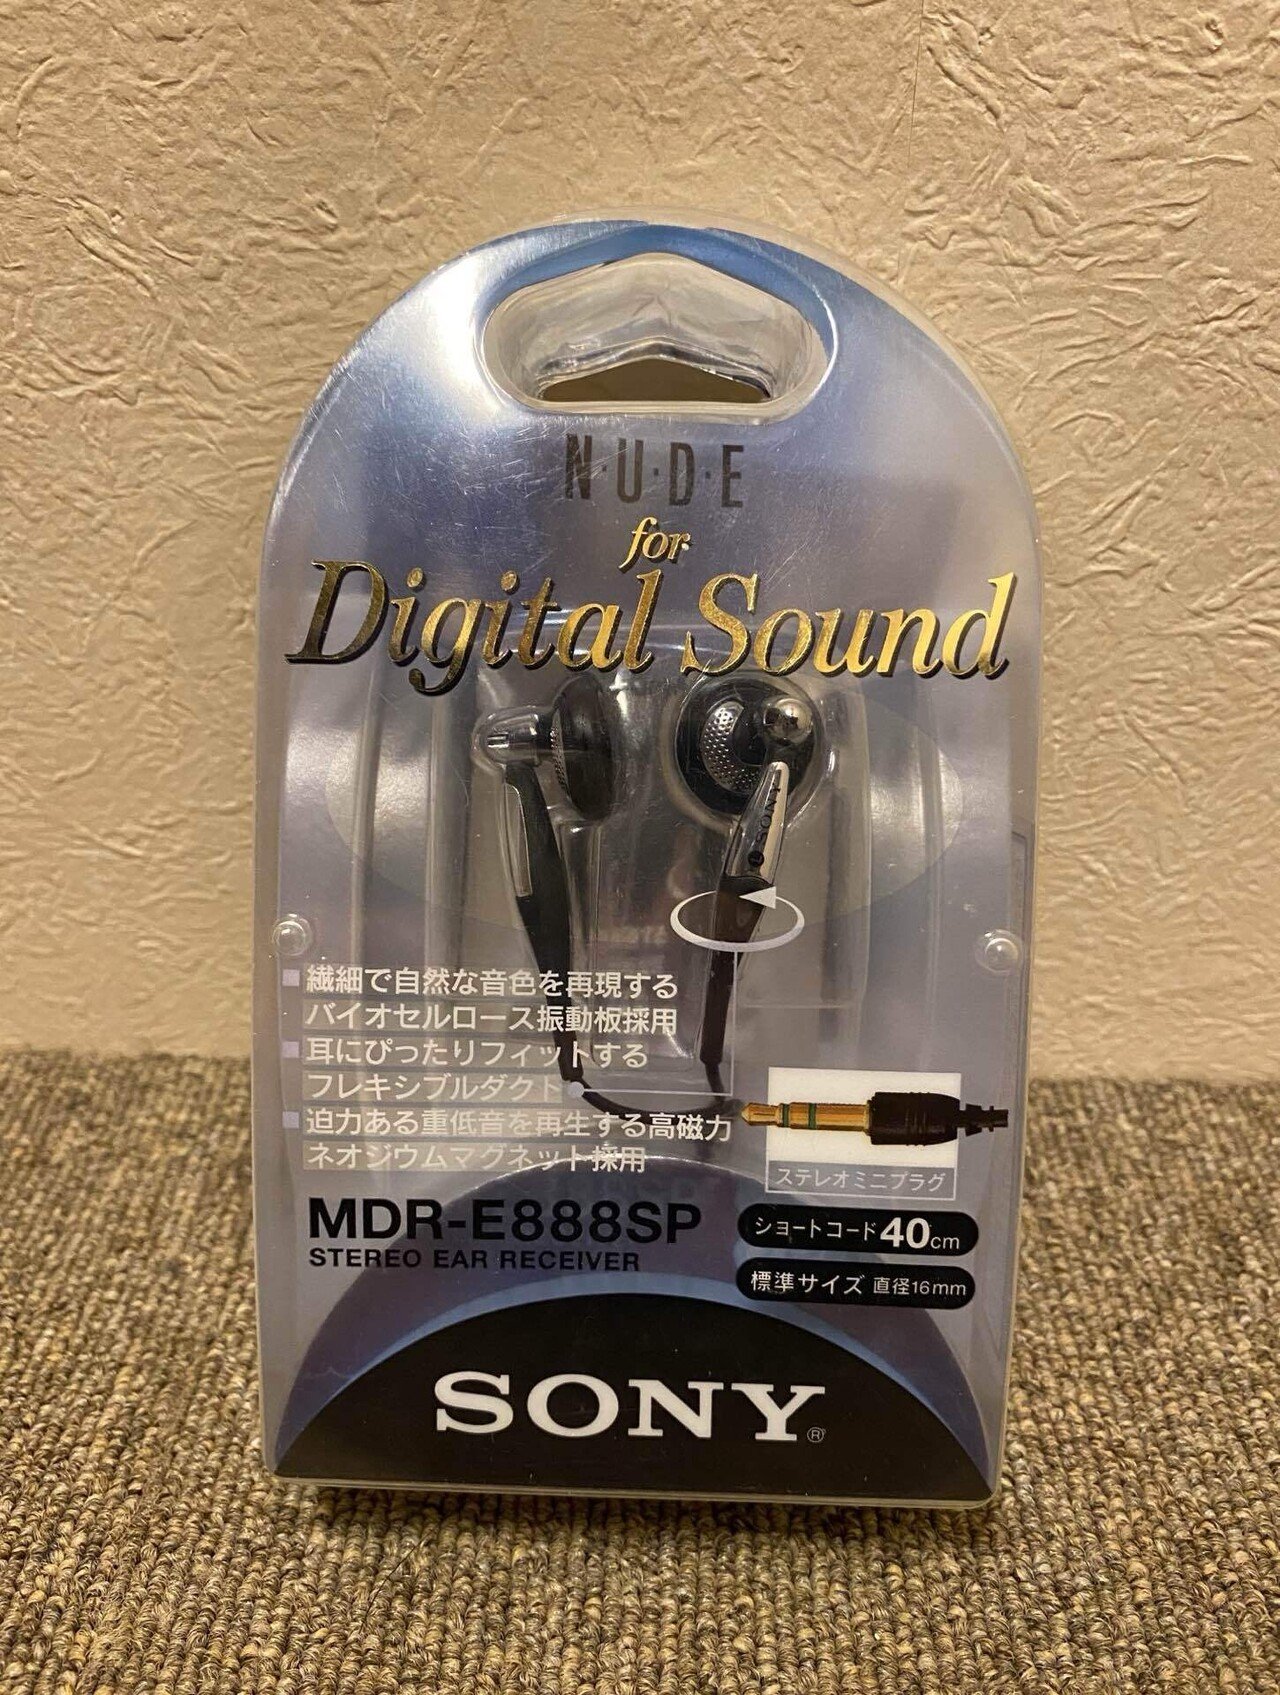 N·U·D·E
for
Digital Sound
SONY
L
繊細で自然な音色を再現する
バイオセルロース振動板採用
耳にぴったりフィットする
フレキシブルダクト
迫力ある重低音を再生する高磁力
ネオジウムマグネット採用
ステレオミニプラグ
MDR-E888SP
STEREO EAR RECEIVER
ショートコード40cm
標準サイズ 直径16mm
SONY®